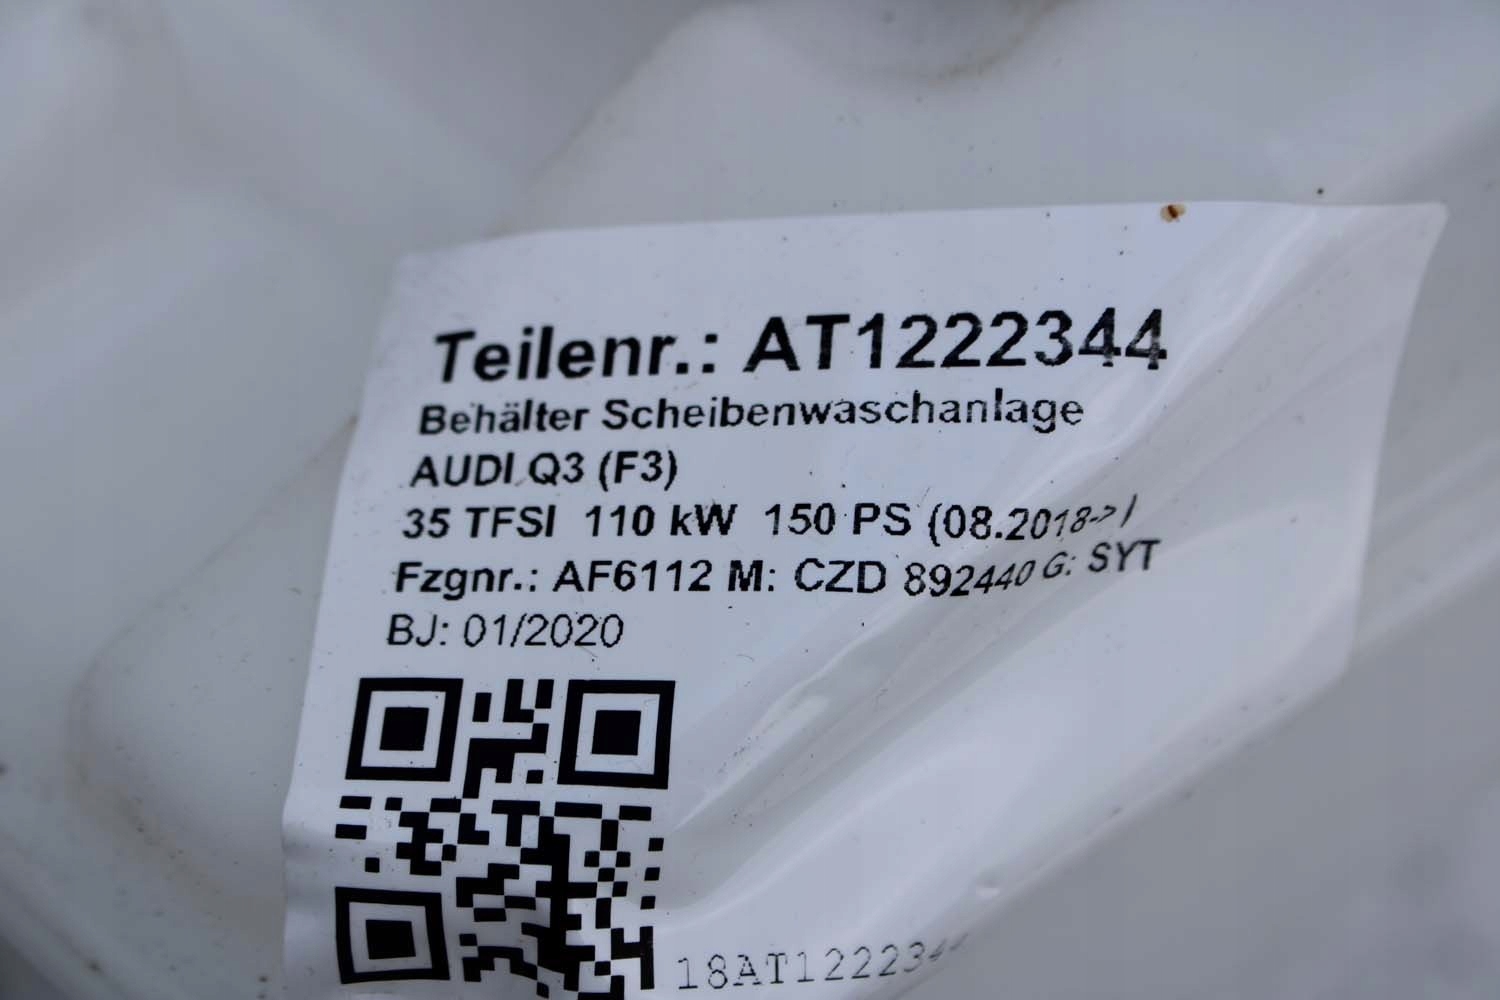 Teilenr.: AT1222344
Behälter Scheibenwaschanlage
AUDI Q3 (F3)
35 TFSI 110 kW 150 PS (08.2018->)
Fzgnr.: AF6112 M: CZD 892440 G: SYT
BJ: 01/2020
18AT1222344